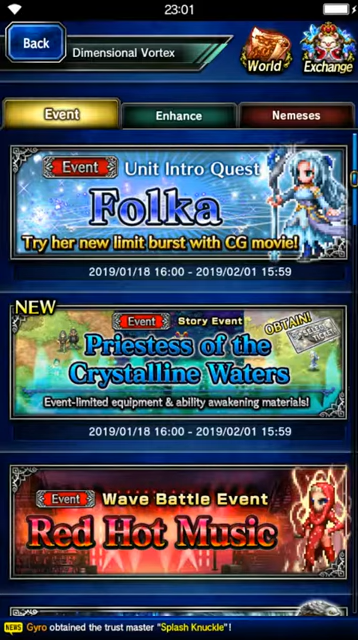 23:01
Back
Dimensional Vortex
World
Exchange
Event
Enhance
Nemeses
Event Unit Intro Quest
Folka
Try her new limit burst with CG movie!
2019/01/18 16:00 - 2019/02/01 15:59
NEW
Event Story Event
OBTAIN!
Priestess of the
Crystalline Waters
Event-limited equipment & ability awakening materials!
2019/01/18 16:00 - 2019/02/01 15:59
Event Wave Battle Event
Red Hot Music
NEWS Gyro obtained the trust master "Splash Knuckle"!